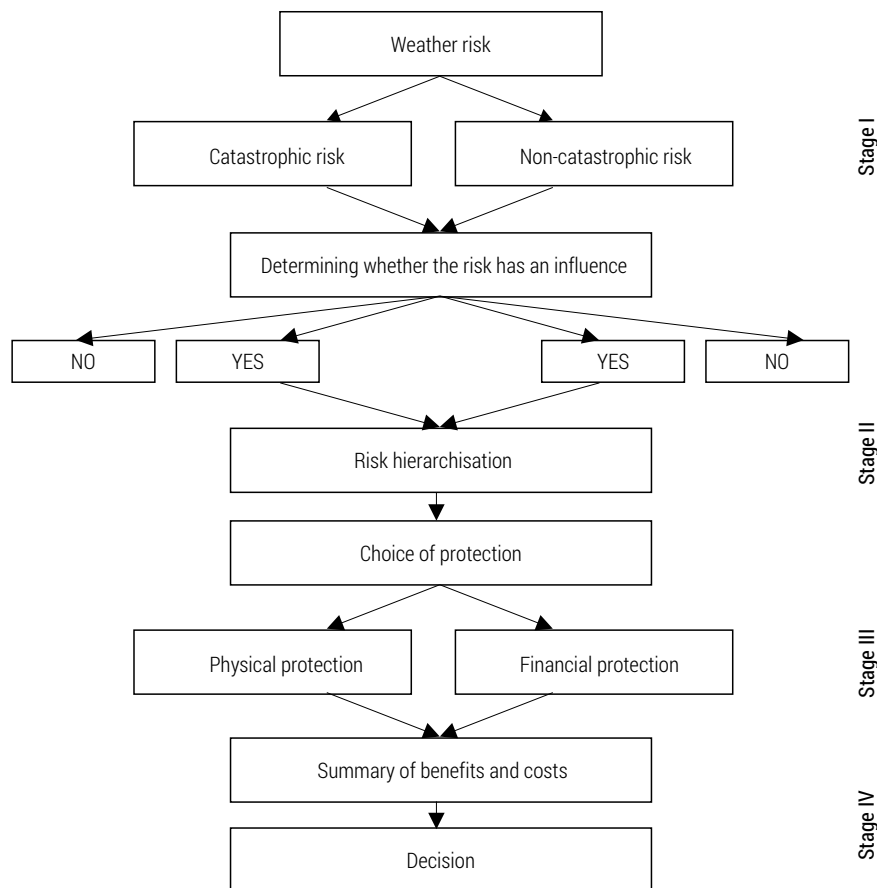 Weather risk
Stage I
Catastrophic risk
Non-catastrophic risk
Determining whether the risk has an influence
NO
YES
YES
NO
Stage II
Risk hierarchisation
Choice of protection
Stage III
Physical protection
Financial protection
Summary of benefits and costs
Stage IV
Decision